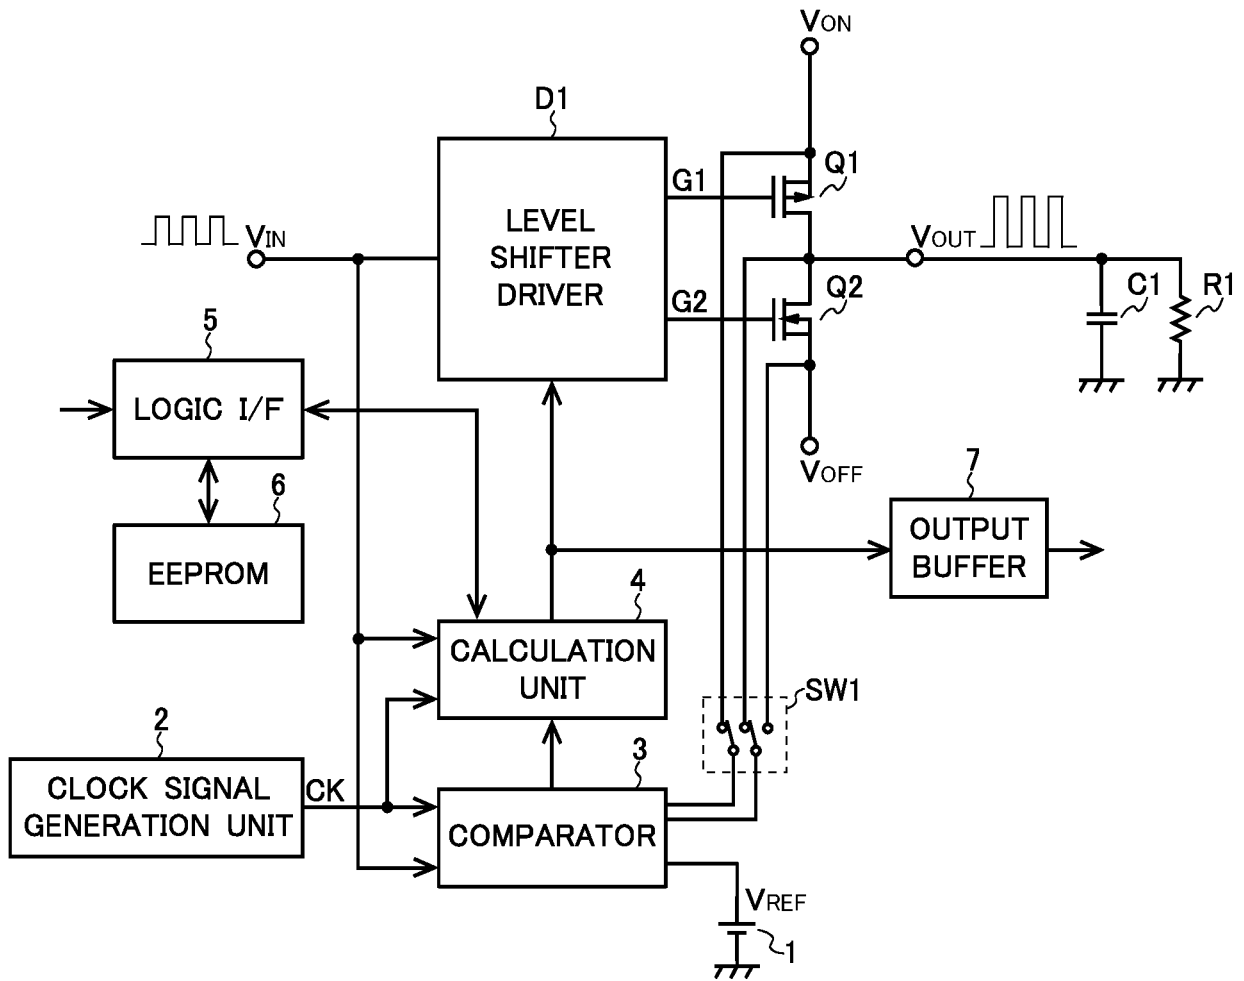 VON
D1
Q1
G1
LEVEL
SHIFTER
DRIVER
VIN
VOUT
Q2
G2
C1
R1
5
LOGIC I/F
VOFF
7
6
OUTPUT
BUFFER
EEPROM
4
CALCULATION
UNIT
SW1
2
3
CLOCK SIGNAL
GENERATION UNIT
CK
COMPARATOR
VREF
1